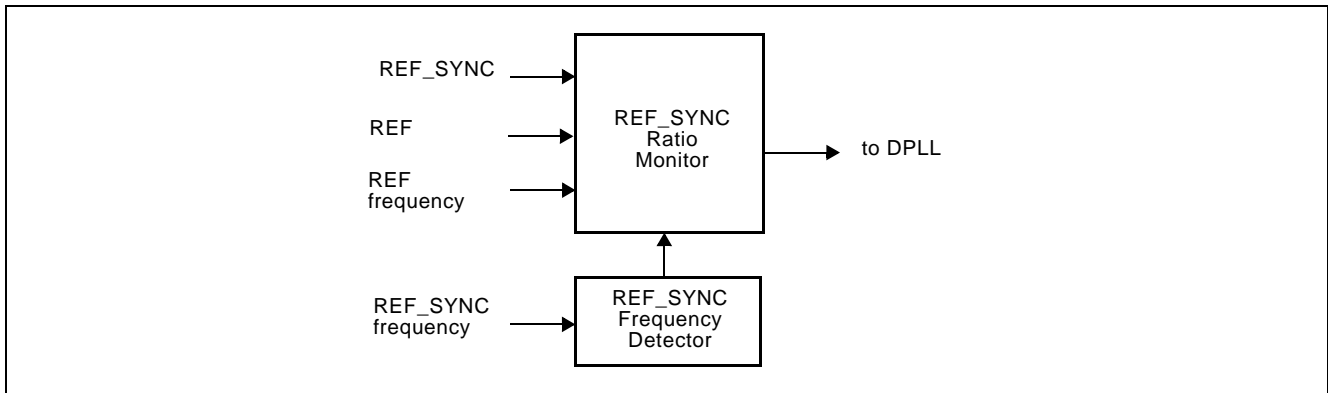 REF_SYNC
REF
REF
frequency
REF_SYNC
Ratio
Monitor
to DPLL
REF_SYNC
frequency
REF_SYNC
Frequency
Detector